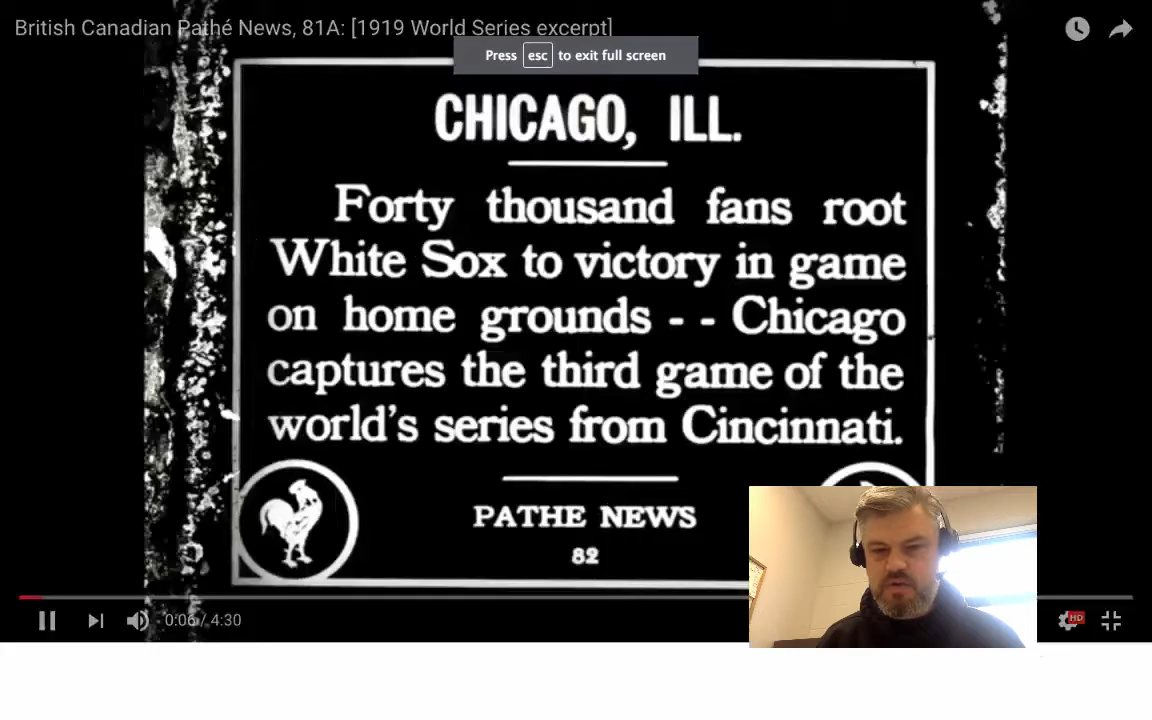 British Canadian Pathé News, 81A: [1919 World Series excerpt]
Press esc to exit full screen
CHICAGO, ILL.
Forty thousand fans root
White Sox to victory in game
on home grounds - - Chicago
captures the third game of the
world's series from Cincinnati.
PATHE NEWS
82
0:06 / 4:30
HD